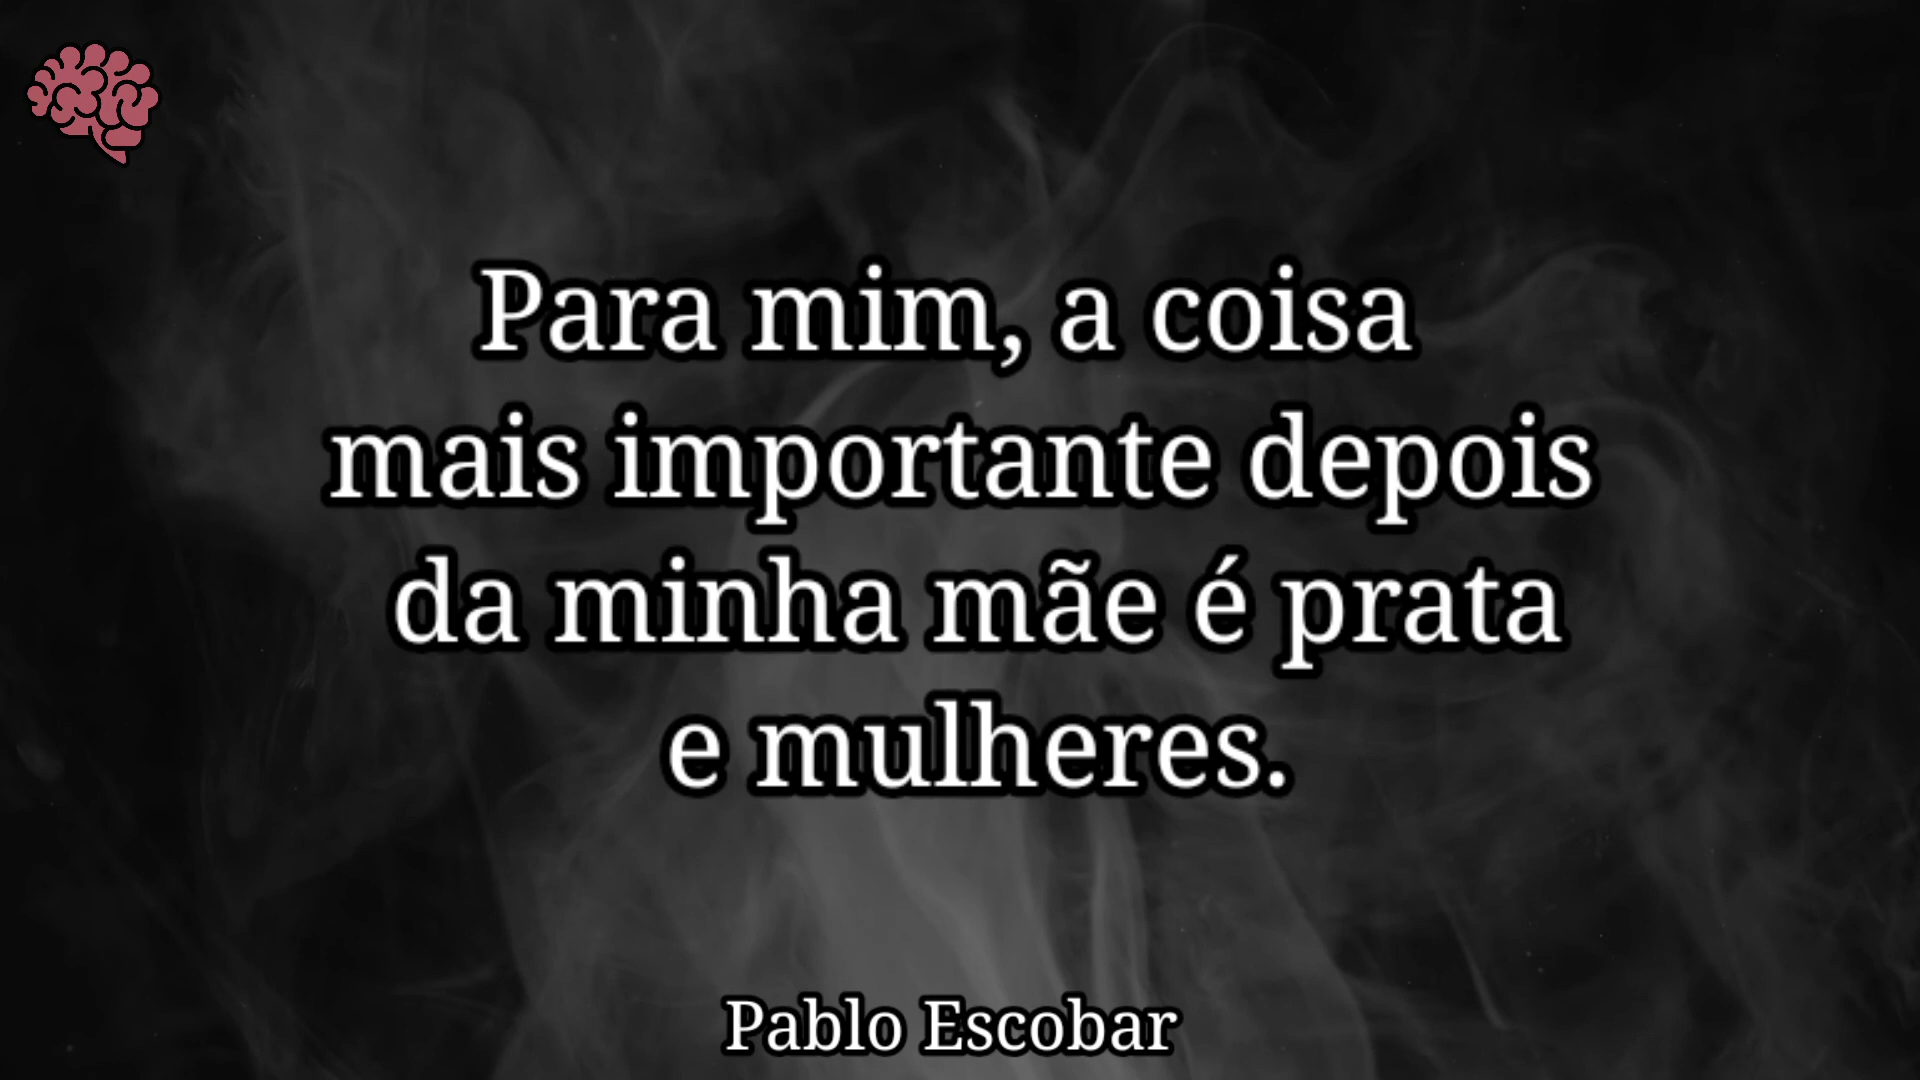 Para mim, a coisa
mais importante depois
da minha mãe é prata
e mulheres.
Pablo Escobar